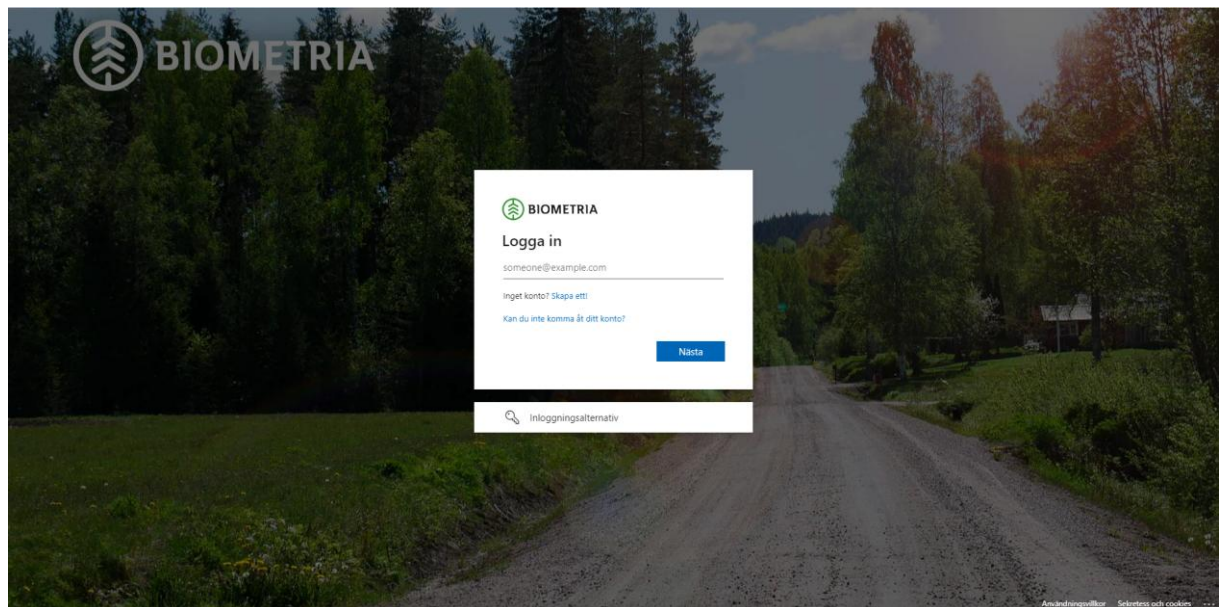 BIOMETRIA
BIOMETRIA
Logga in
someone@example.com
Inget konto? Skapa ett!
Kan du inte komma åt ditt konto?
Nästa
Inloggningsalternativ
Användningsvillkor Sekretess och cookies ...